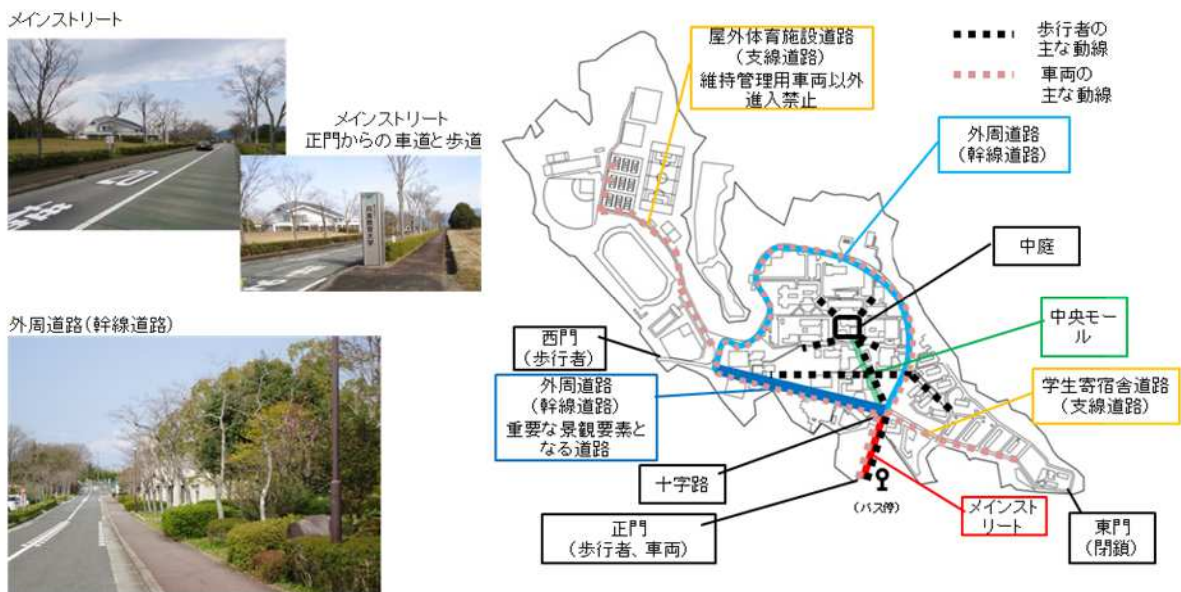 メインストリート
メインストリート
正門からの車道と歩道
20
兵庫教育大学
外周道路(幹線道路)
屋外体育施設道路
(支線道路)
維持管理用車両以外
進入禁止
歩行者の
主な動線
車両の
主な動線
外周道路
(幹線道路)
中庭
中央モー
ル
西門
(歩行者)
外周道路
(幹線道路)
重要な景観要素と
なる道路
学生寄宿舎道路
(支線道路)
十字路
(バス停)
正門
(歩行者、車両)
メインスト
リート
東門
(閉鎖)